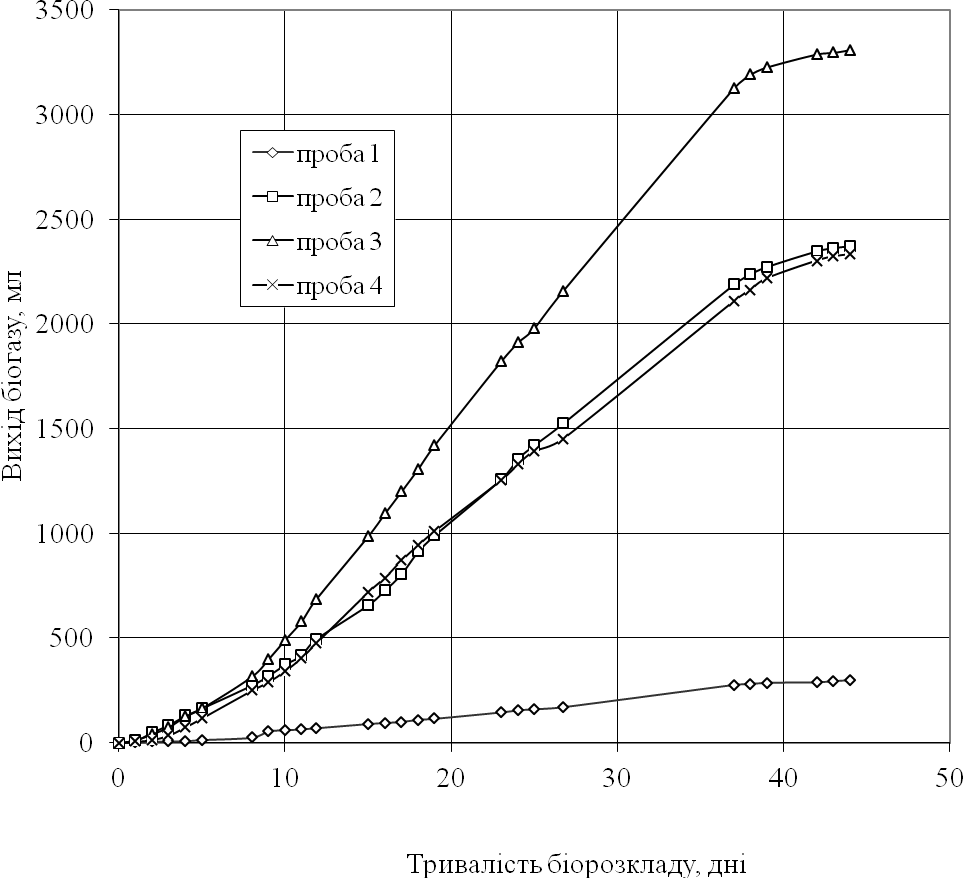 3500
3000
2500
2000
1500
1000
500
0
Вихід біогазу, мл
проба 1
проба 2
проба 3
проба 4
0 10 20 30 40 50
Тривалість біорозкладу, дні